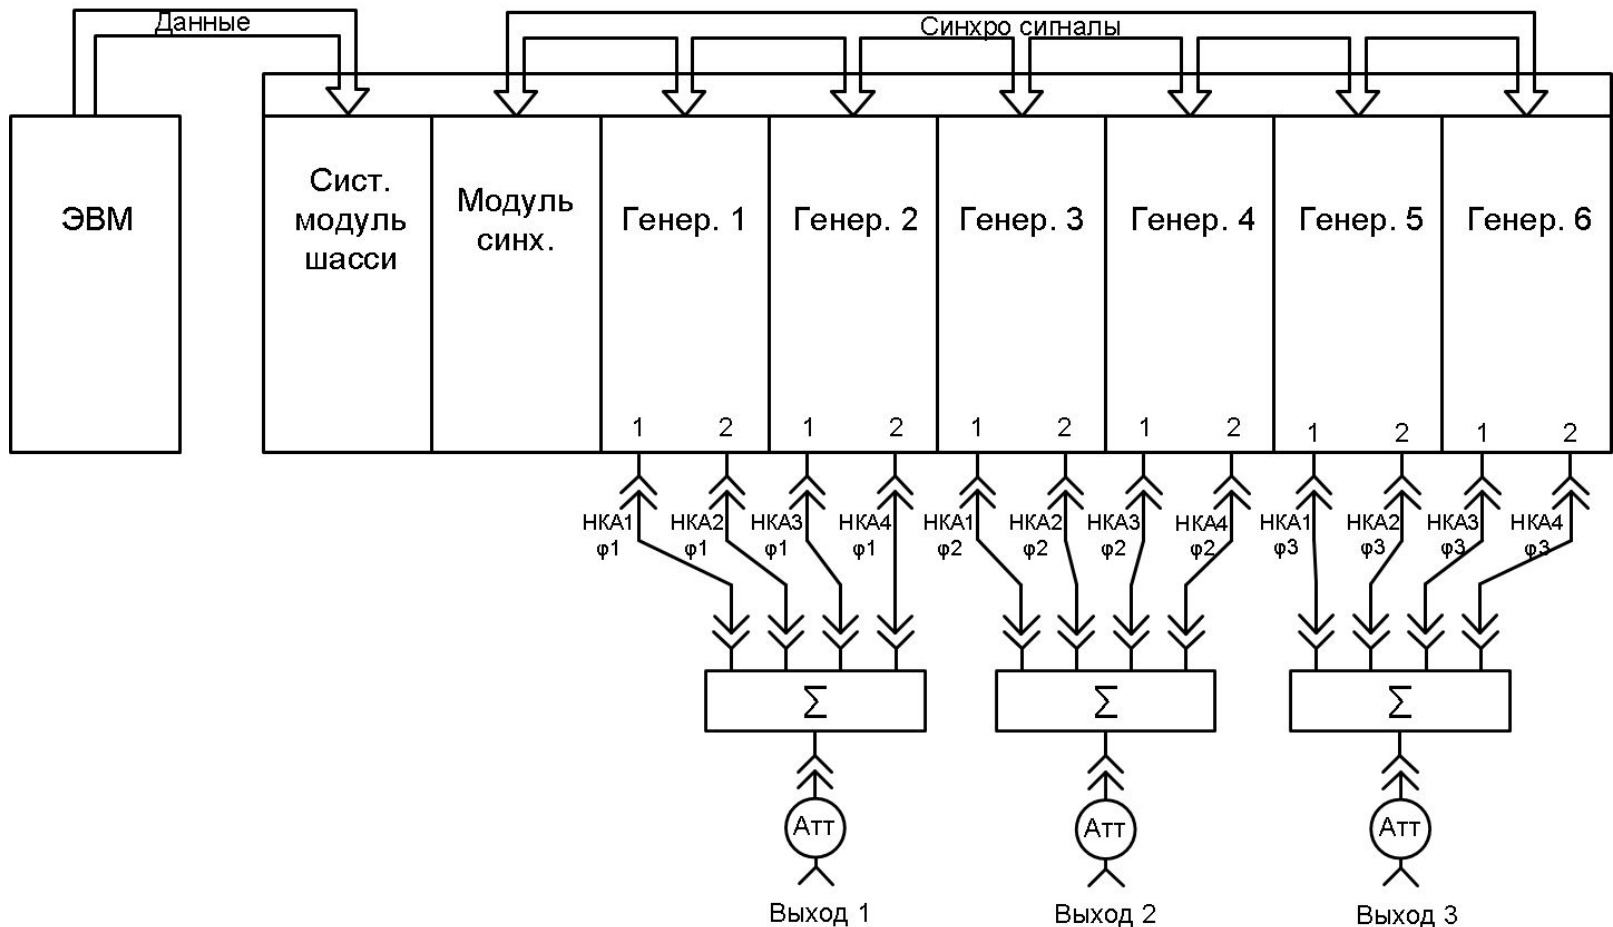 Данные
Синхро сигналы
ЭВМ
Сист.
модуль
шасси
Модуль
синх.
Генер. 1
Генер. 2
Генер. 3
Генер. 4
Генер. 5
Генер. 6
1 2 1 2 1 2 1 2 1 2 1 2
НКА1
φ1
НКА2
φ1
НКА3
φ1
НКА4
φ1
НКА1
φ2
НКА2
φ2
НКА3
φ2
НКА4
φ2
НКА1
φ3
НКА2
φ3
НКА3
φ3
НКА4
φ3
Σ Σ Σ
Атт Атт Атт
Выход 1
Выход 2
Выход 3